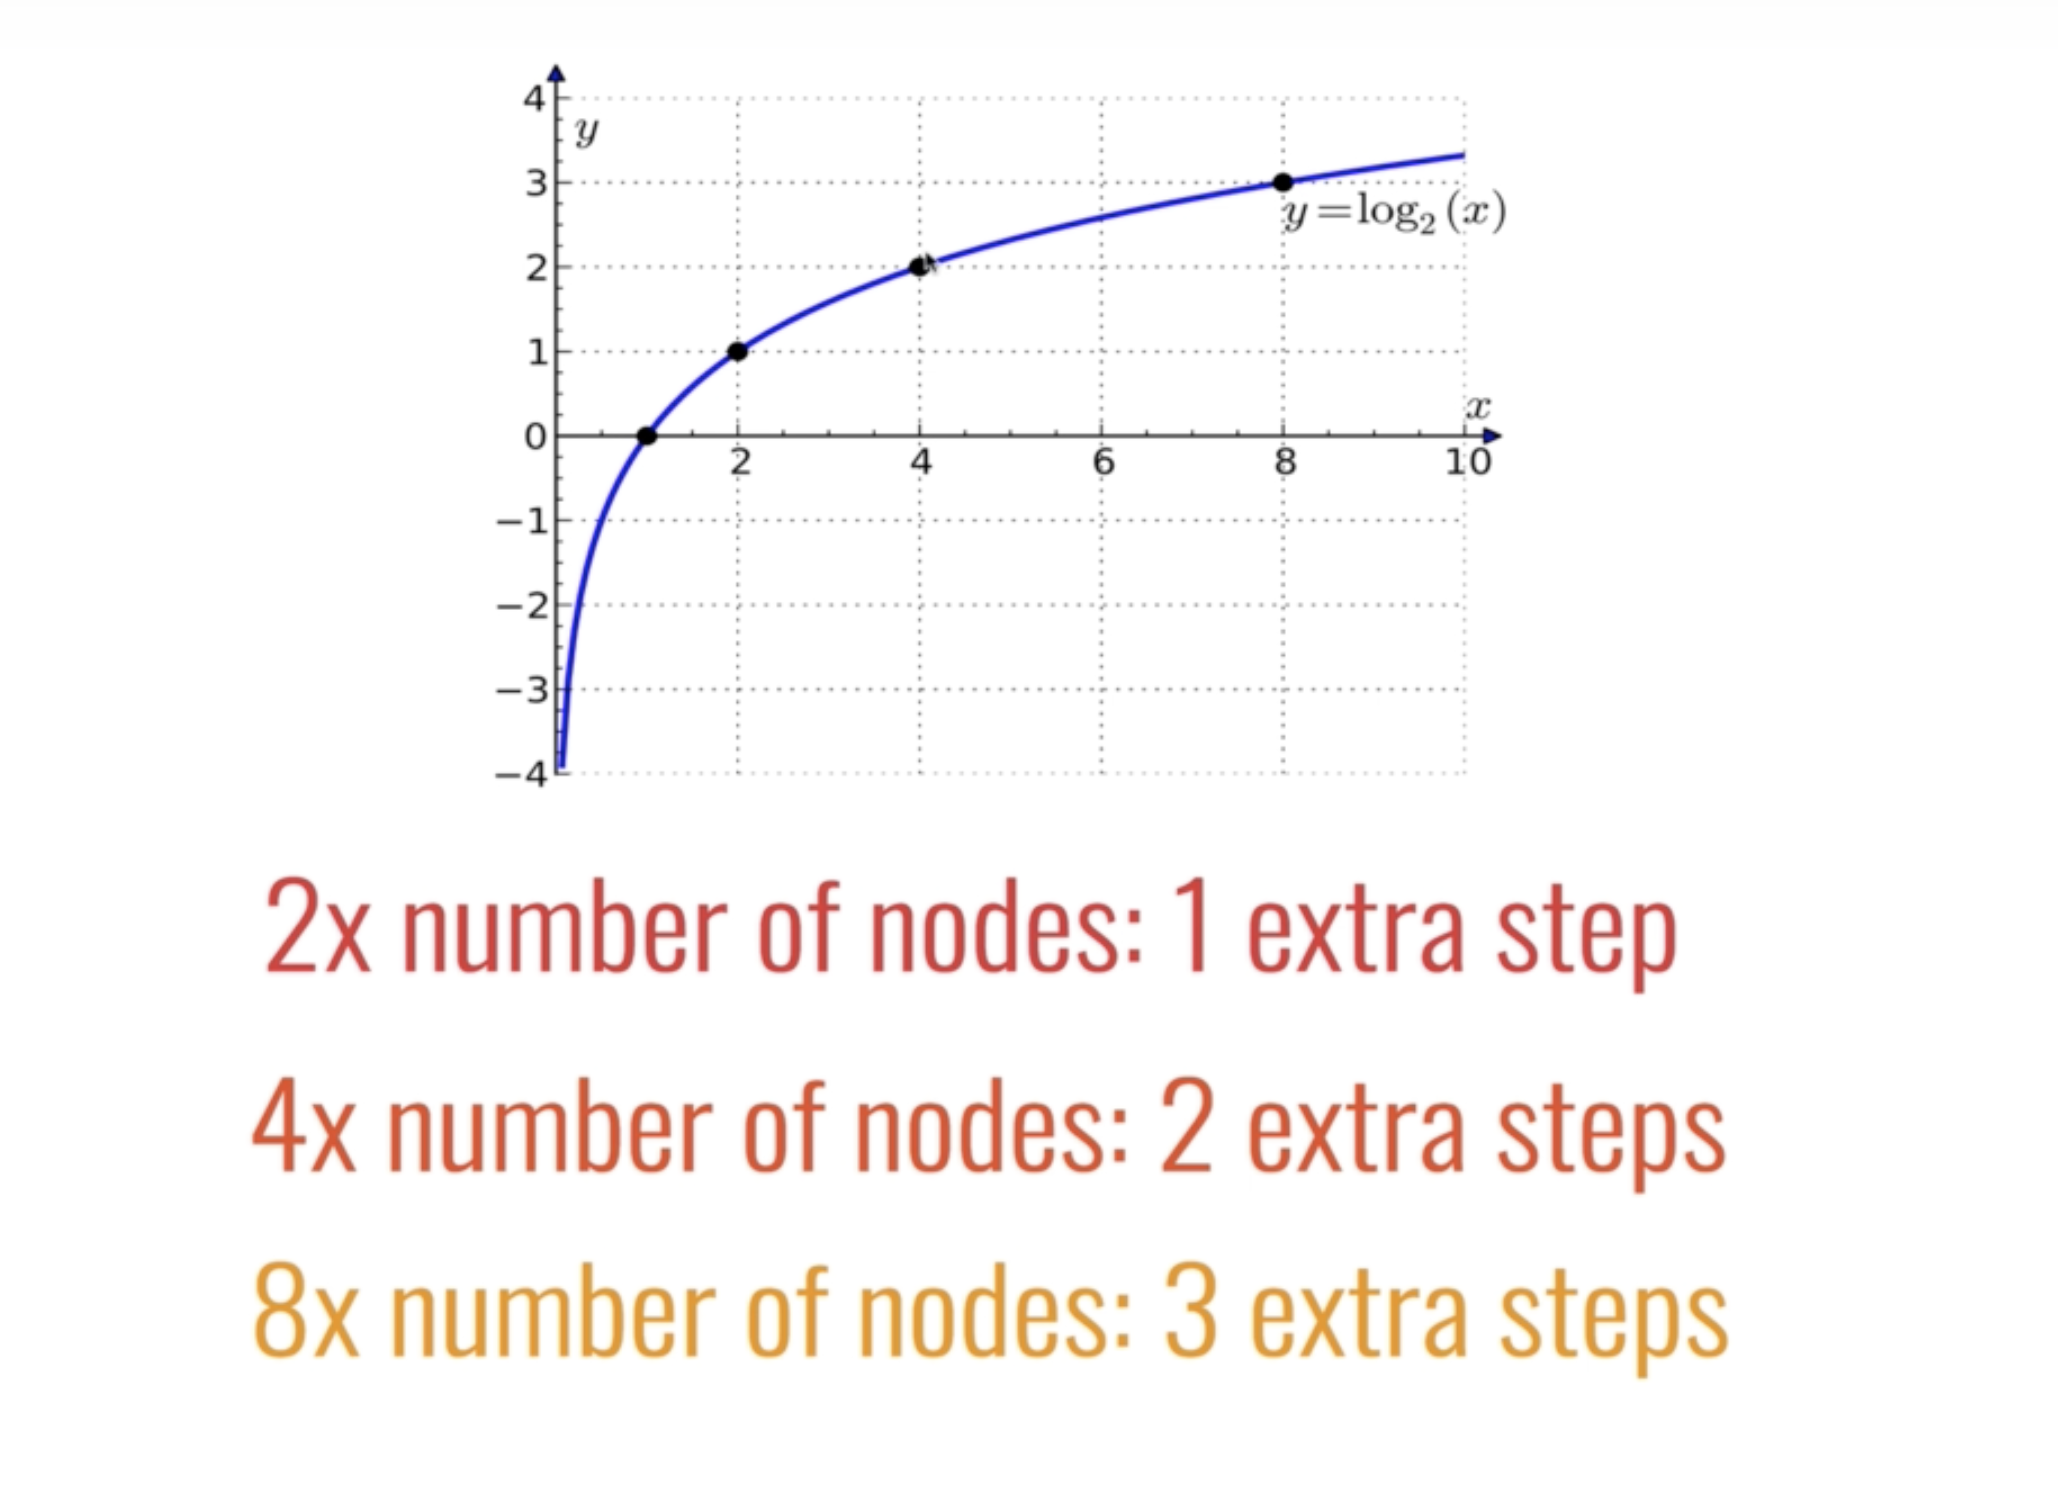 4
y
3
y=log₂(x)
2
1
x
0
2 4 6 8 10
−1
−2
−3
−4
2x number of nodes: 1 extra step
4x number of nodes: 2 extra steps
8x number of nodes: 3 extra steps